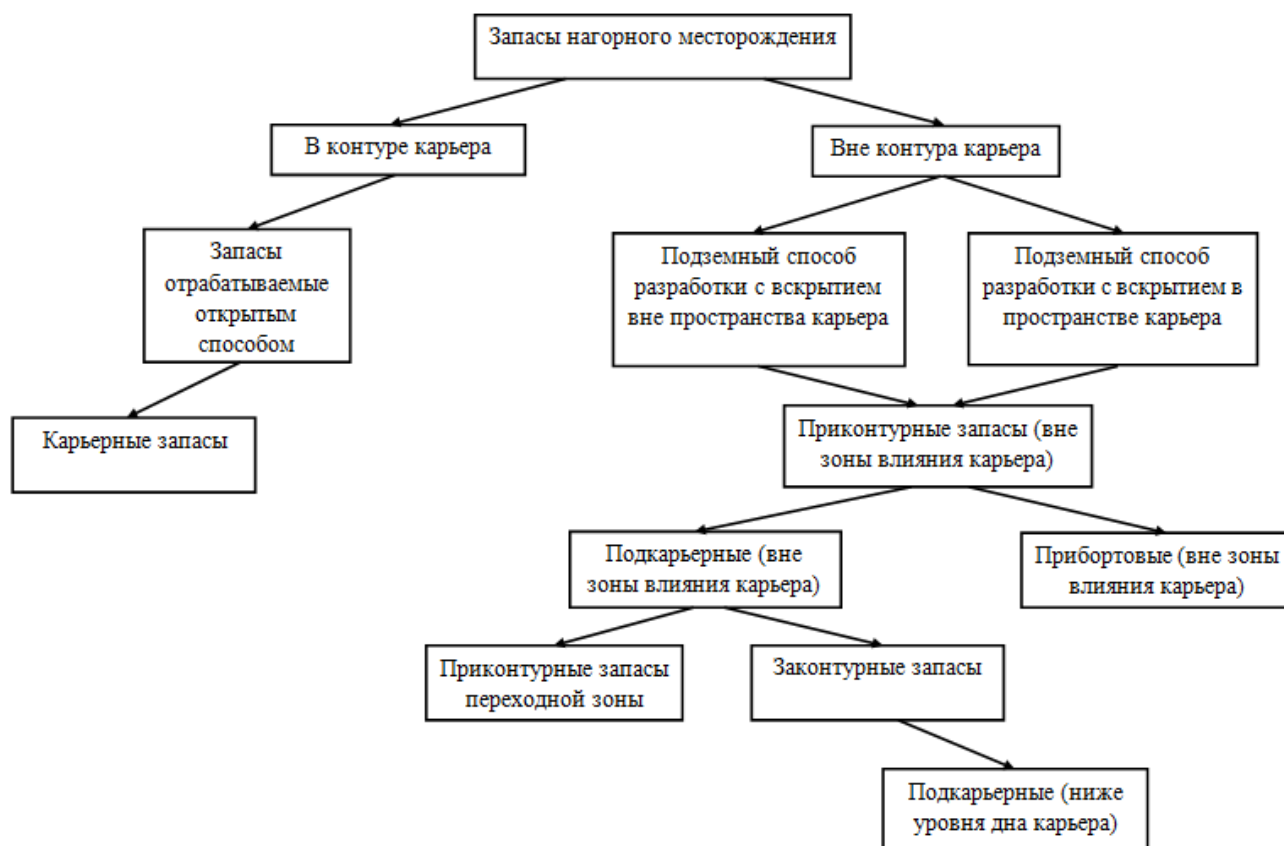 Запасы нагорного месторождения
В контуре карьера
Вне контура карьера
Запасы
отрабатываемые
открытым
способом
Подземный способ
разработки с вскрытием
вне пространства карьера
Подземный способ
разработки с вскрытием в
пространстве карьера
Карьерные запасы
Приконтурные запасы (вне
зоны влияния карьера)
Подкарьерные (вне
зоны влияния карьера)
Прибортовые (вне зоны
влияния карьера)
Приконтурные запасы
переходной зоны
Законтурные запасы
Подкарьерные (ниже
уровня дна карьера)